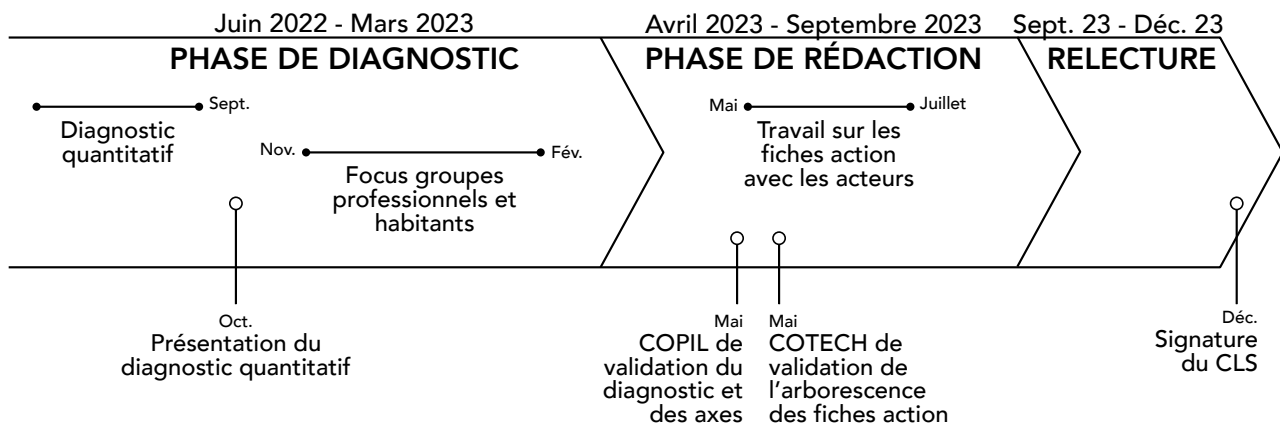 Juin 2022 - Mars 2023
PHASE DE DIAGNOSTIC
Sept.
Diagnostic
quantitatif
Nov.
Fév.
Focus groupes
professionnels et
habitants
Oct.
Présentation du
diagnostic quantitatif
Avril 2023 - Septembre 2023
PHASE DE RÉDACTION
Mai
Juillet
Travail sur les
fiches action
avec les acteurs
Mai
COPIL de
validation du
diagnostic et
des axes
Mai
COTECH de
validation de
l'arborescence
des fiches action
Sept. 23 - Déc. 23
RELECTURE
Déc.
Signature
du CLS